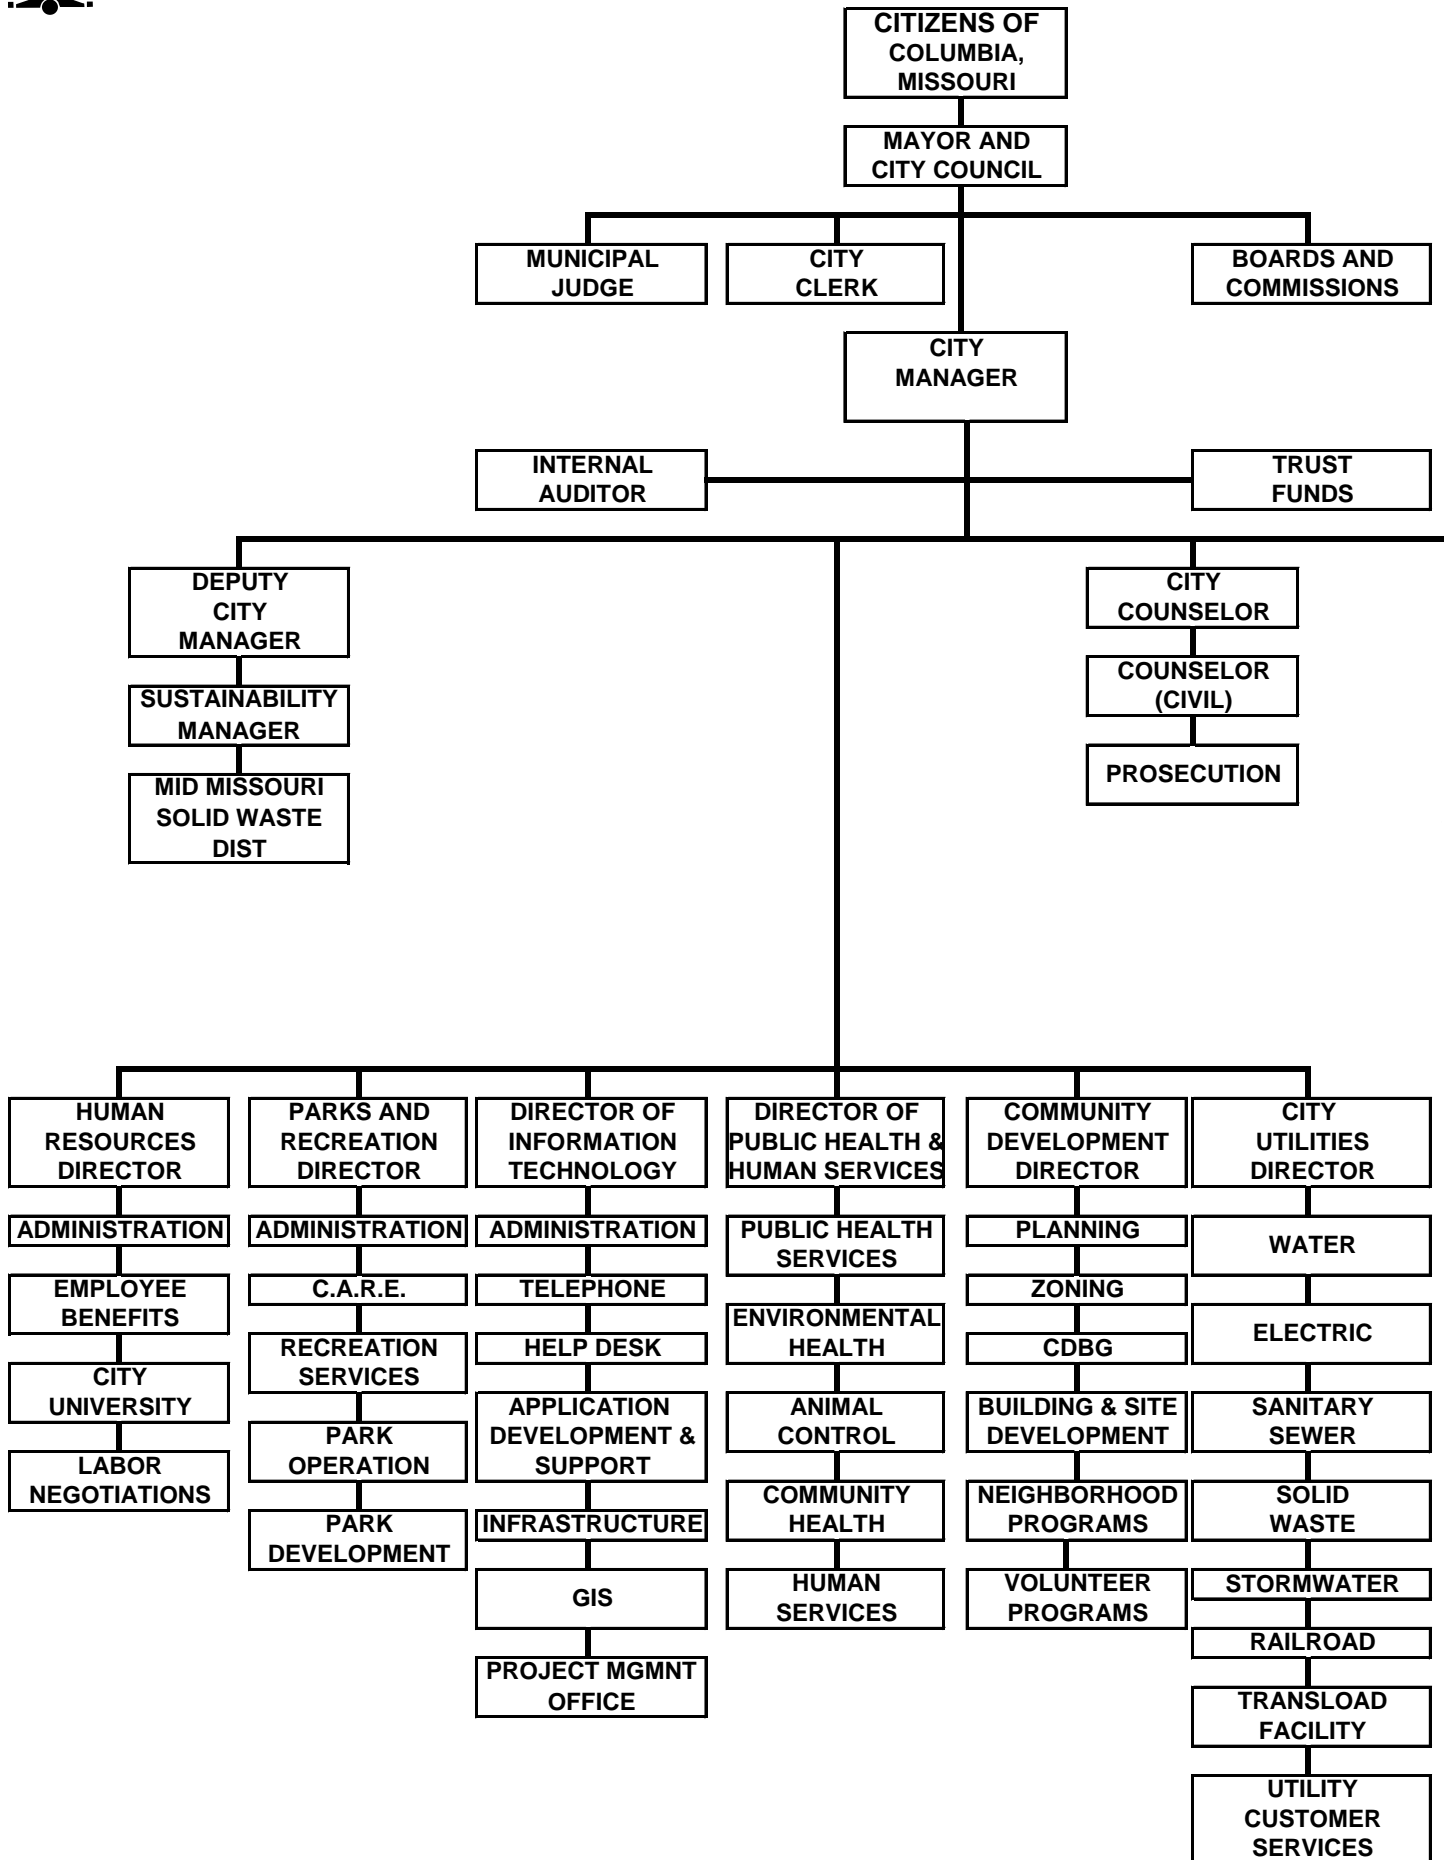 CITIZENS OF
COLUMBIA,
MISSOURI
MAYOR AND
CITY COUNCIL
MUNICIPAL
JUDGE
CITY
CLERK
BOARDS AND
COMMISSIONS
CITY
MANAGER
INTERNAL
AUDITOR
TRUST
FUNDS
DEPUTY
CITY
MANAGER
CITY
COUNSELOR
SUSTAINABILITY
MANAGER
COUNSELOR
(CIVIL)
MID MISSOURI
SOLID WASTE
DIST
PROSECUTION
HUMAN
RESOURCES
DIRECTOR
ADMINISTRATION
EMPLOYEE
BENEFITS
CITY
UNIVERSITY
LABOR
NEGOTIATIONS
PARKS AND
RECREATION
DIRECTOR
ADMINISTRATION
C.A.R.E.
RECREATION
SERVICES
PARK
OPERATION
PARK
DEVELOPMENT
DIRECTOR OF
INFORMATION
TECHNOLOGY
ADMINISTRATION
TELEPHONE
HELP DESK
APPLICATION
DEVELOPMENT &
SUPPORT
INFRASTRUCTURE
GIS
PROJECT MGMNT
OFFICE
DIRECTOR OF
PUBLIC HEALTH &
HUMAN SERVICES
PUBLIC HEALTH
SERVICES
ENVIRONMENTAL
HEALTH
ANIMAL
CONTROL
COMMUNITY
HEALTH
HUMAN
SERVICES
COMMUNITY
DEVELOPMENT
DIRECTOR
PLANNING
ZONING
CDBG
BUILDING & SITE
DEVELOPMENT
NEIGHBORHOOD
PROGRAMS
VOLUNTEER
PROGRAMS
CITY
UTILITIES
DIRECTOR
WATER
ELECTRIC
SANITARY
SEWER
SOLID
WASTE
STORMWATER
RAILROAD
TRANSLOAD
FACILITY
UTILITY
CUSTOMER
SERVICES